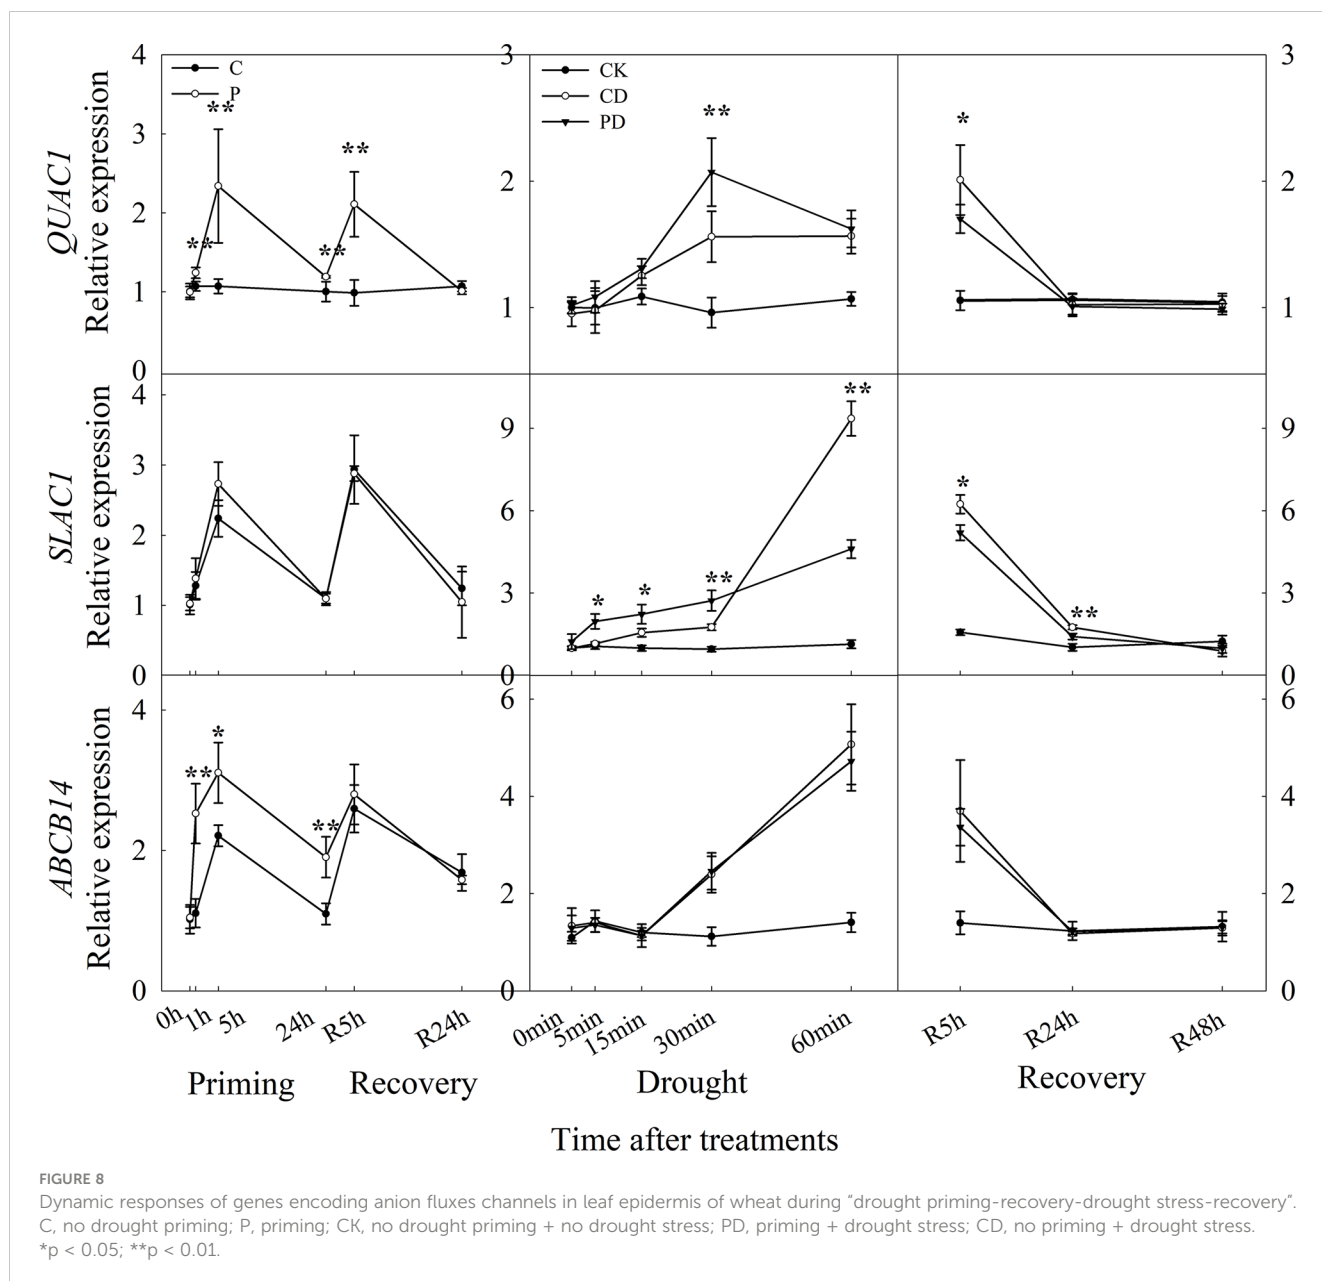 4
3
2
1
0
QUAC1
Relative expression
C
P
**
**
**
**
3
2
1
CK
CD
PD
**
*
3
2
1
4
3
2
1
0
SLAC1
Relative expression
9
6
3
0
*
*
**
**
*
**
9
6
3
0
4
2
0
ABCB14
Relative expression
**
*
**
6
4
2
0
6
4
2
0
0h 1h 5h 24h R5h R24h 0min 5min 15min 30min 60min R5h R24h R48h
Priming Recovery Drought Recovery
Time after treatments
FIGURE 8
Dynamic responses of genes encoding anion fluxes channels in leaf epidermis of wheat during “drought priming-recovery-drought stress-recovery”.
C, no drought priming; P, priming; CK, no drought priming + no drought stress; PD, priming + drought stress; CD, no priming + drought stress.
*p < 0.05; **p < 0.01.